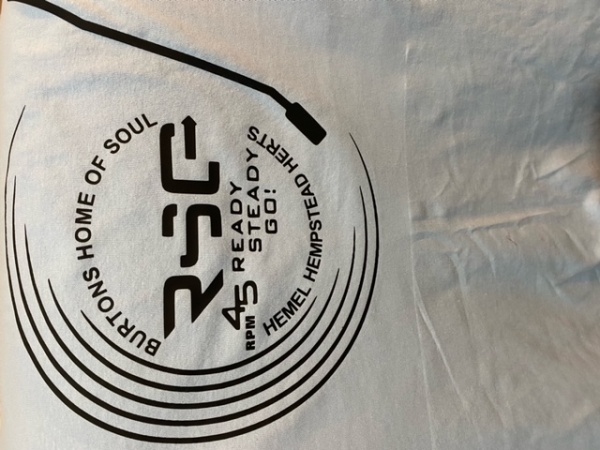 BURTONS HOME OF SOUL
RSG
45 READY
STEADY
GO!
RPM
HEMEL HEMPSTEAD HERTS